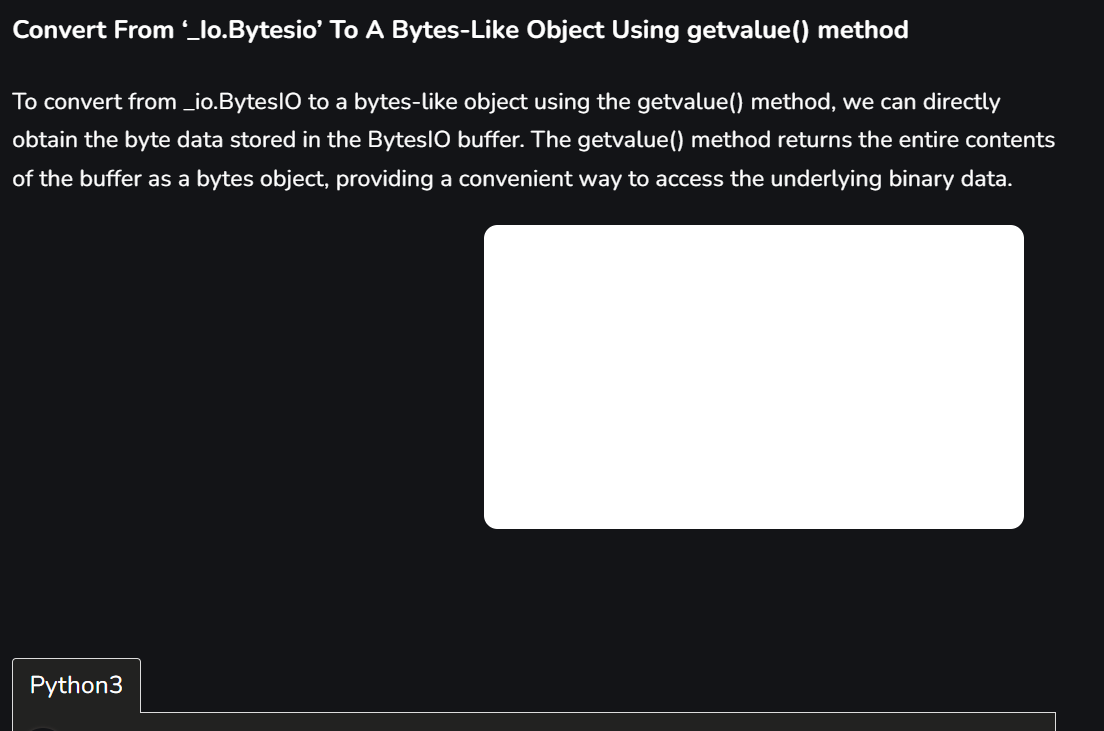 Convert From ‘_Io.Bytesio’ To A Bytes-Like Object Using getvalue() method
To convert from _io.BytesIO to a bytes-like object using the getvalue() method, we can directly
obtain the byte data stored in the BytesIO buffer. The getvalue() method returns the entire contents
of the buffer as a bytes object, providing a convenient way to access the underlying binary data.
Python3